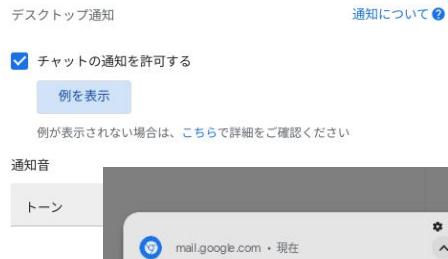 デスクトップ通知 通知について
チャットの通知を許可する
例を表示
例が表示されない場合は、こちらで詳細をご確認ください
通知音
トーン
mail.google.com • 現在